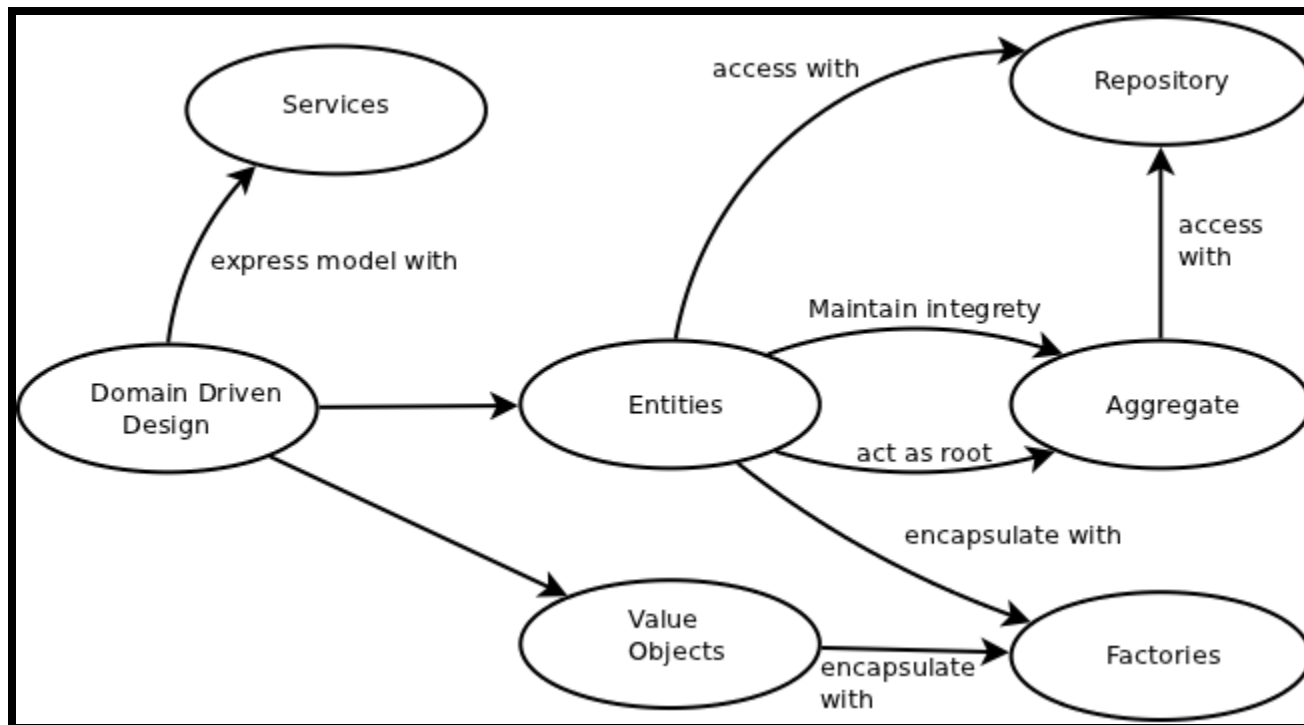 Services
access with
Repository
express model with
access
with
Maintain integrety
Domain Driven
Design
Entities
Aggregate
act as root
encapsulate with
Value
Objects
encapsulate
with
Factories